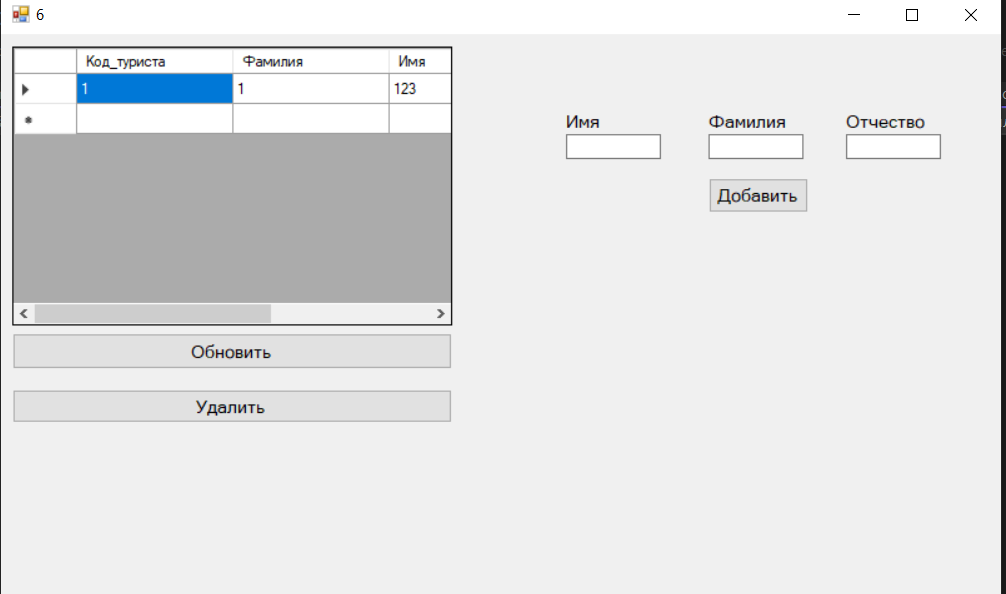 6
Код_туриста Фамилия Имя
1 1 123
Имя Фамилия Отчество
Добавить
Обновить
Удалить